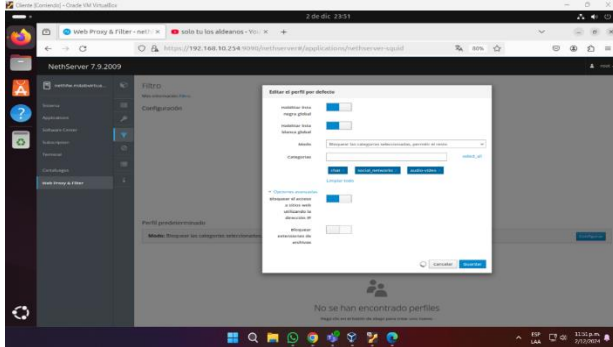 Cliente [Corriendo] - Oracle VM VirtualBox
2 de dic 23:51
Web Proxy & Filter - neth
solo tu los aldeanos - You
https://192.168.10.254:9090/nethserver#/applications/nethserver-squid
80%
NethServer 7.9.2009
Filtro
Configuración
Sistema
Aplicaciones
Software Center
Subscription
Terminal
Web Proxy & Filter
Editar el perfil por defecto
Habilitar lista negra global
Habilitar lista blanca global
Modo
Bloquear las categorías seleccionadas, permitir el resto
Categorías
select_all
chat
social_networks
audio-video
Limpiar todo
Opciones avanzadas
Bloquear el acceso a sitios web utilizando la dirección IP
Bloquear extensiones de archivos
Cancelar
Guardar
Perfil predeterminado
Modo: Bloquear las categorías seleccionadas,
Configurar
No se han encontrado perfiles
ESP
LAA
11:51 p.m.
2/12/2024